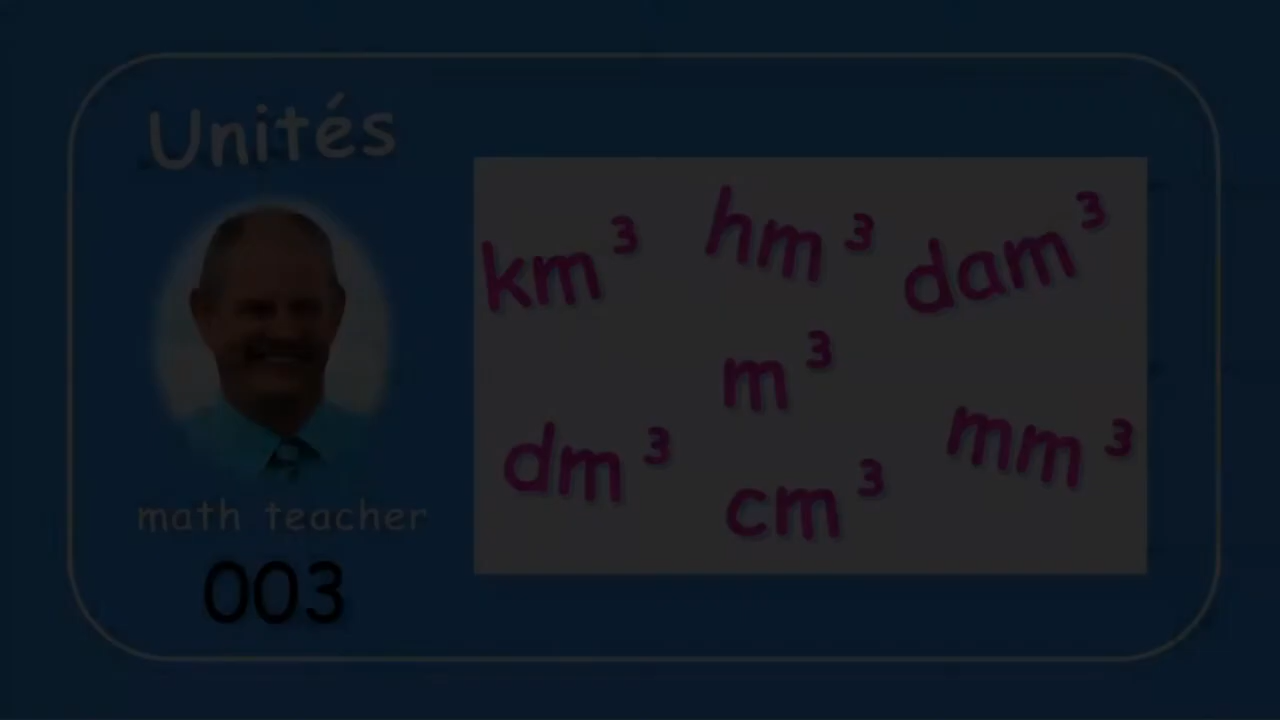 Unités
km³ hm³ dam³
m³
dm³ cm³ mm³
math teacher
003